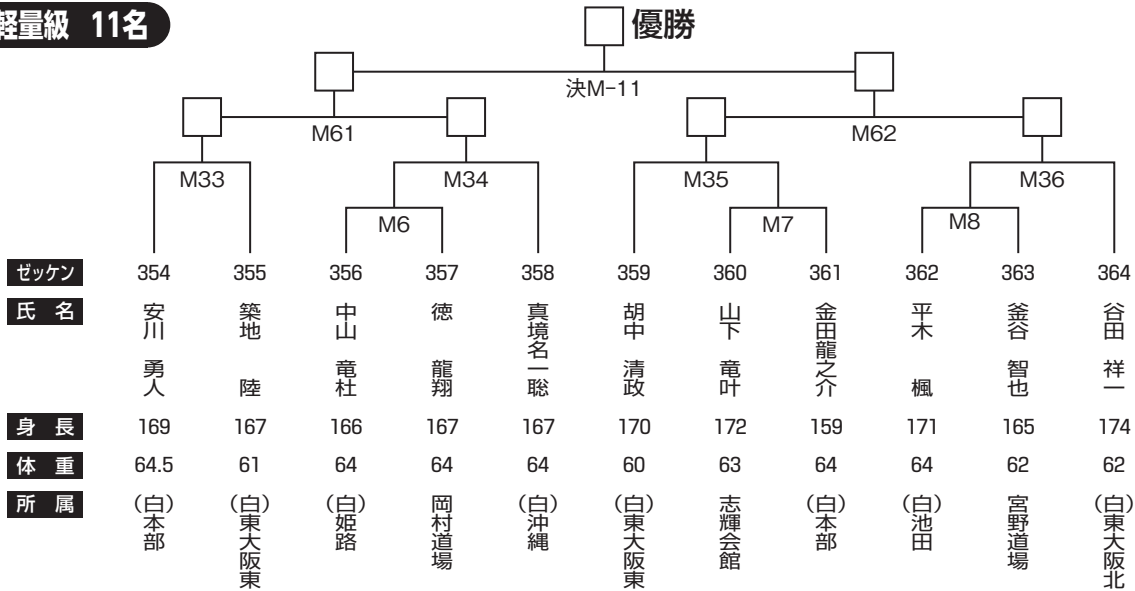 軽量級 11名
優勝
決M-11
M61 M62
M33 M34 M35 M36
M6 M7 M8
ゼッケン 354 355 356 357 358 359 360 361 362 363 364
氏名 安川 勇人 築地 陸 中山 竜杜 徳 龍翔 真境名一聡 胡中 清政 山下 竜叶 金田龍之介 平木 楓 釜谷 智也 谷田 祥一
身長 169 167 166 167 167 170 172 159 171 165 174
体重 64.5 61 64 64 64 60 63 64 64 62 62
所属 (白)本部 (白)東大阪東 (白)姫路 岡村道場 (白)沖縄 (白)東大阪東 志輝会館 (白)本部 (白)池田 宮野道場 (白)東大阪北